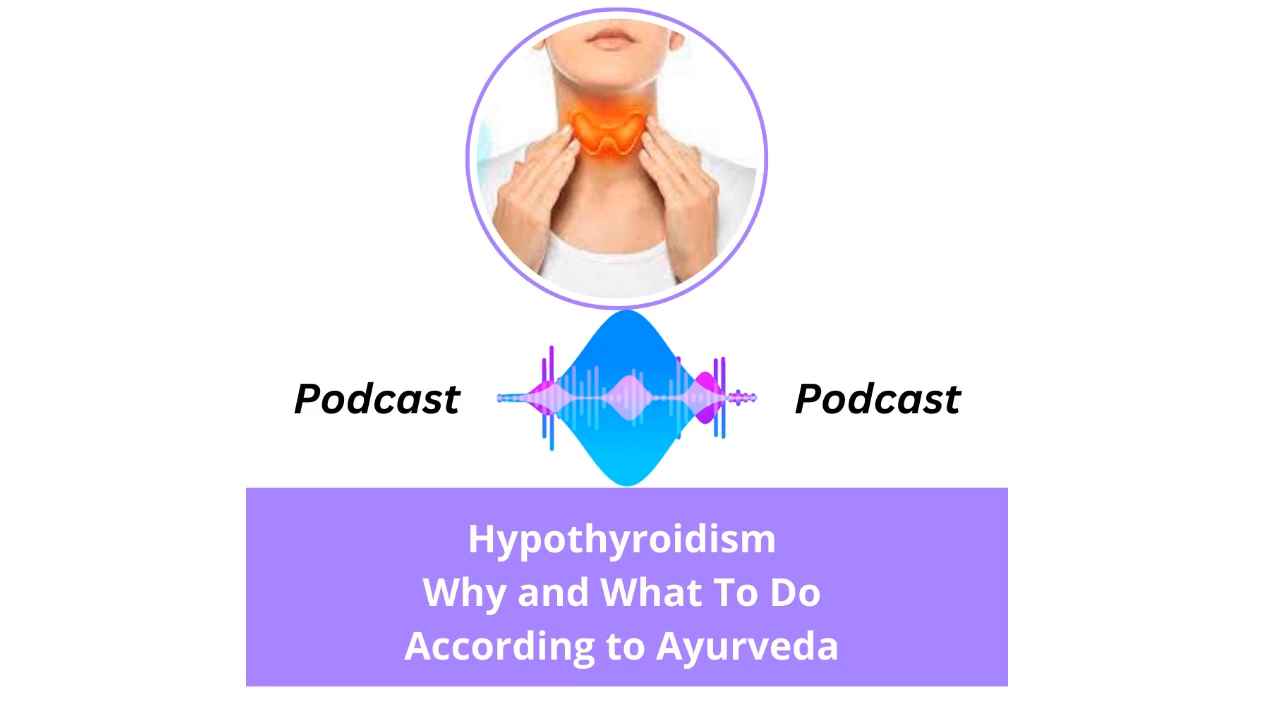 Podcast
Podcast
Hypothyroidism
Why and What To Do
According to Ayurveda